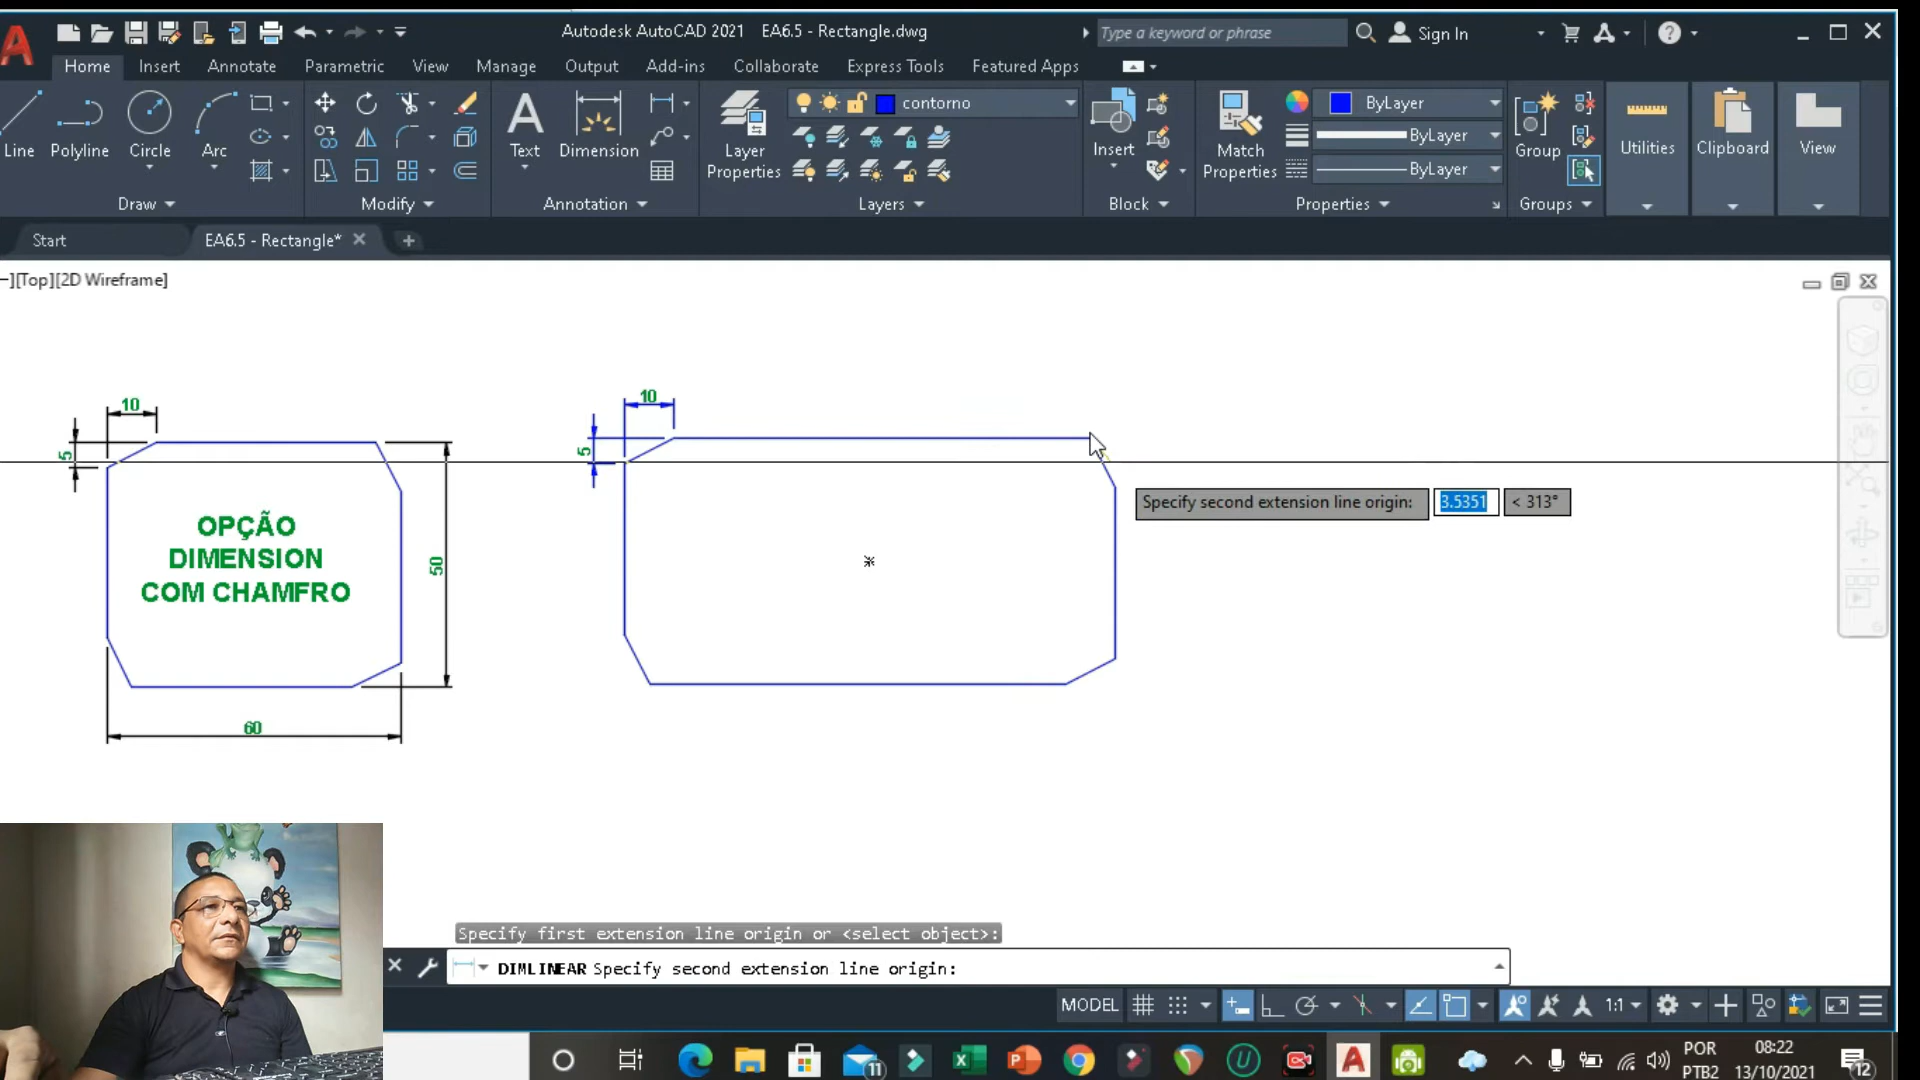 Autodesk AutoCAD 2021 EA6.5 - Rectangle.dwg
Type a keyword or phrase
Sign In
Home Insert Annotate Parametric View Manage Output Add-ins Collaborate Express Tools Featured Apps
contorno
ByLayer
ByLayer
ByLayer
Line Polyline Circle Arc
Text Dimension
Layer Properties
Insert
Match Properties
Group
Utilities
Clipboard
View
Draw Modify Annotation Layers Block Properties Groups
Start
EA6.5 - Rectangle*
−][Top][2D Wireframe]
10
5
OPÇÃO
DIMENSION
COM CHAMFRO
50
60
10
5
Specify second extension line origin: 3.5351 < 313°
Specify first extension line origin or <select object>:
DIMLINEAR Specify second extension line origin:
MODEL
1:1
11
X
P
U
A
POR
PTB2
08:22
13/10/2021
12